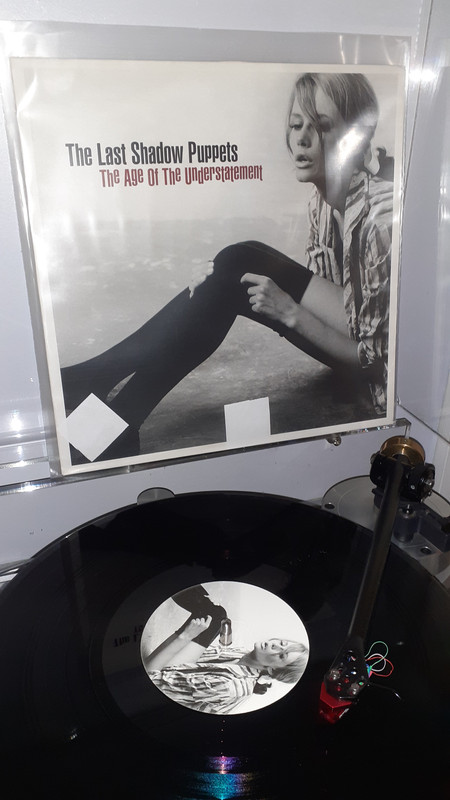 The Last Shadow Puppets
The Age Of The Understatement